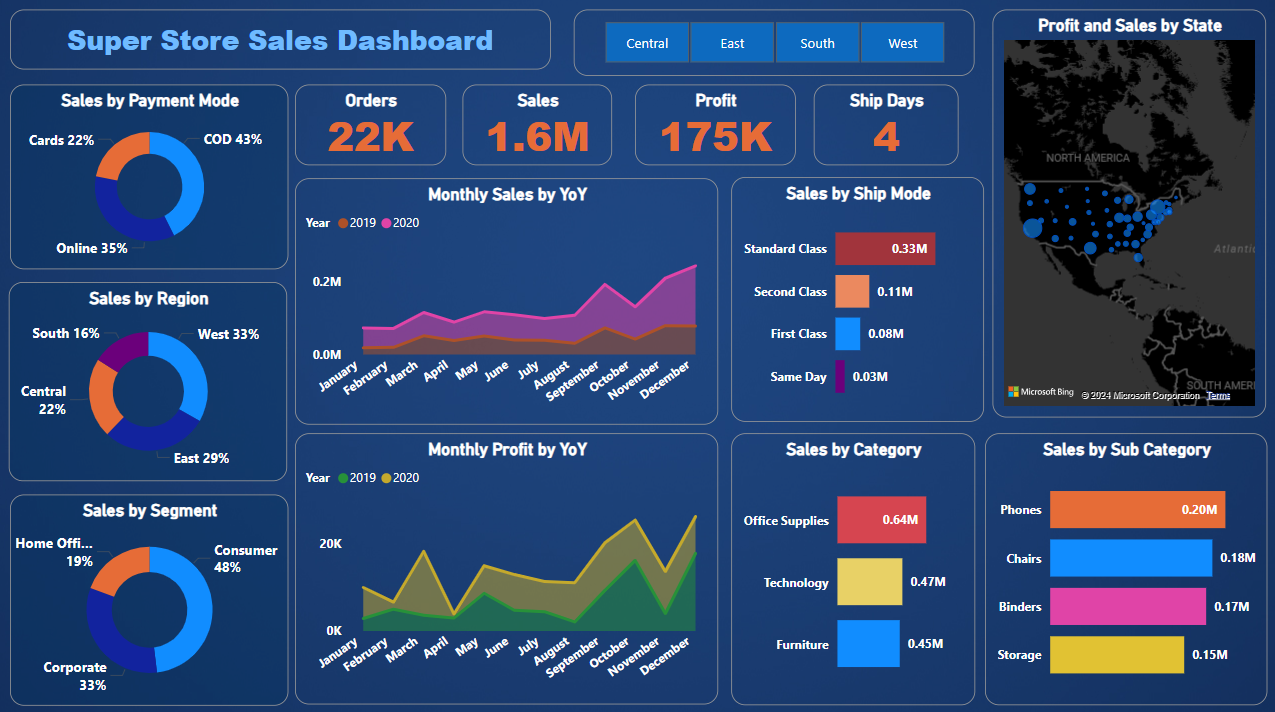 Super Store Sales Dashboard
Central East South West
Profit and Sales by State
NORTH AMERICA
Atlantic
SOUTH AMERI
Microsoft Bing
© 2024 Microsoft Corporation Terms
Sales by Payment Mode
Cards 22%
COD 43%
Online 35%
Orders
22K
Sales
1.6M
Profit
175K
Ship Days
4
Monthly Sales by YoY
Year 2019 2020
0.2M
0.0M
January
February
March
April
May
June
July
August
September
October
November
December
Sales by Ship Mode
Standard Class 0.33M
Second Class 0.11M
First Class 0.08M
Same Day 0.03M
Sales by Region
South 16%
West 33%
Central
22%
East 29%
Monthly Profit by YoY
Year 2019 2020
20K
0K
January
February
March
April
May
June
July
August
September
October
November
December
Sales by Category
Office Supplies 0.64M
Technology 0.47M
Furniture 0.45M
Sales by Sub Category
Phones 0.20M
Chairs 0.18M
Binders 0.17M
Storage 0.15M
Sales by Segment
Home Offi...
19%
Consumer
48%
Corporate
33%